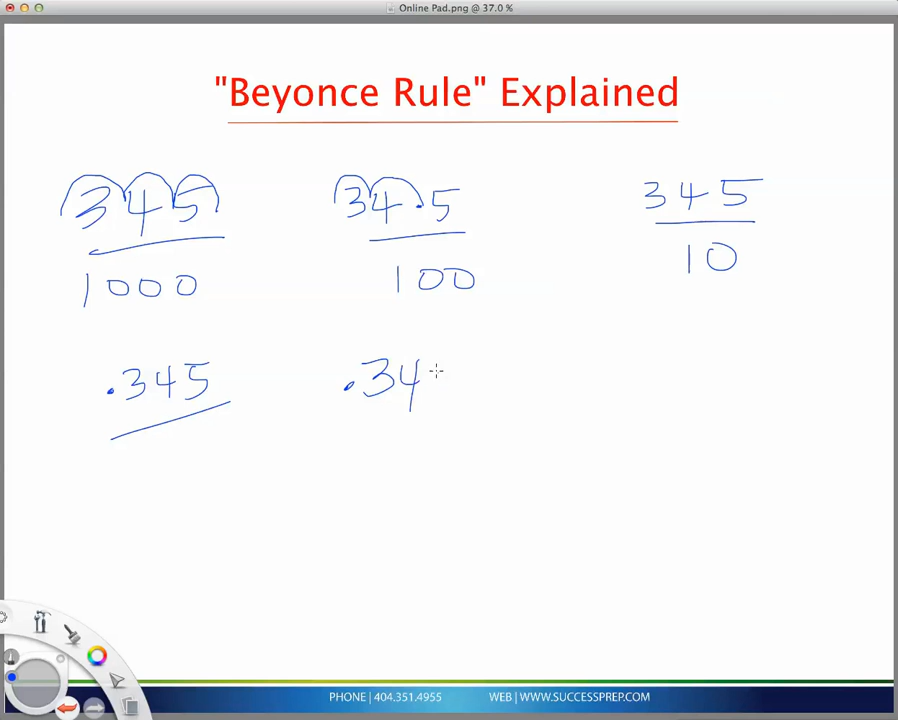 Online Pad.png @ 37.0 %
"Beyonce Rule" Explained
345 34.5 345
1000 100 10
.345 .34
PHONE | 404.351.4955 WEB | WWW.SUCCESSPREP.COM